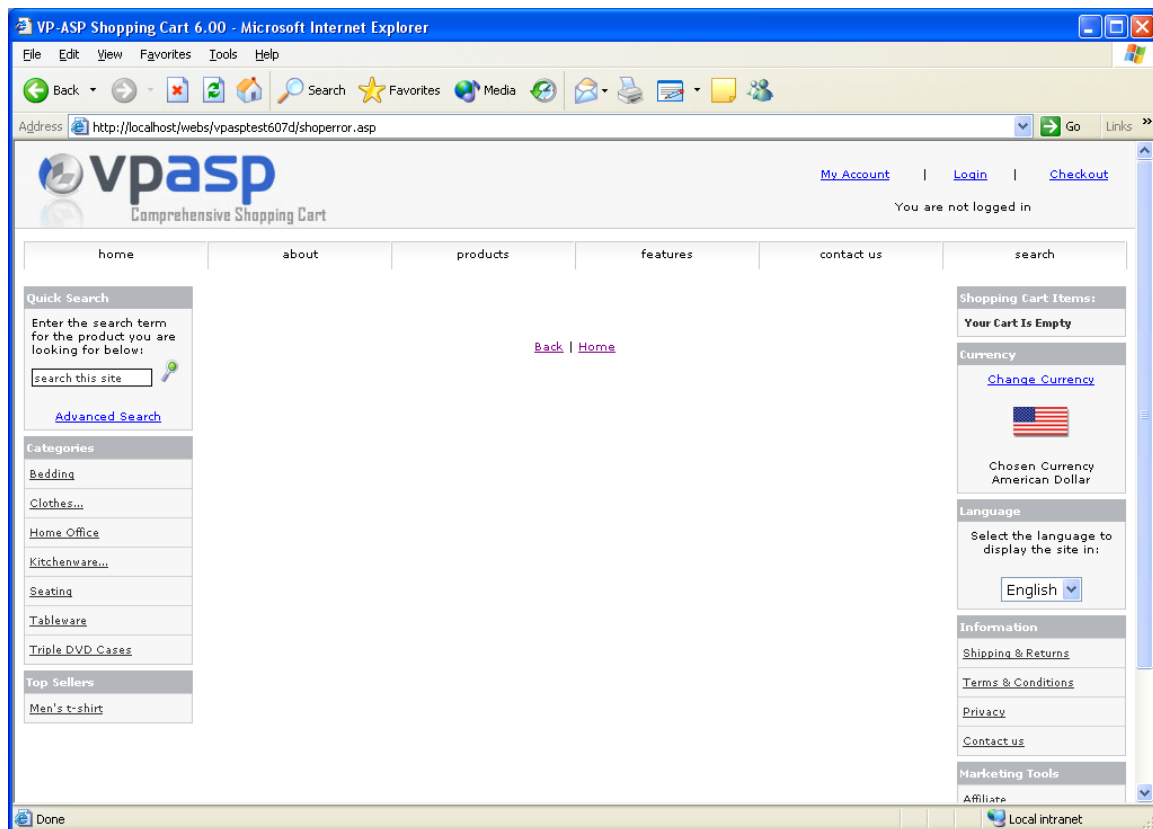 VP-ASP Shopping Cart 6.00 - Microsoft Internet Explorer
File Edit View Favorites Tools Help
Back Search Favorites Media
Address http://localhost/webs/vpasptest607d/shoperror.asp Go Links »
vpasp
Comprehensive Shopping Cart
My Account | Login | Checkout
You are not logged in
home about products features contact us search
Quick Search
Enter the search term
for the product you are
looking for below:
search this site
Advanced Search
Categories
Bedding
Clothes...
Home Office
Kitchenware...
Seating
Tableware
Triple DVD Cases
Top Sellers
Men's t-shirt
Back | Home
Shopping Cart Items:
Your Cart Is Empty
Currency
Change Currency
Chosen Currency
American Dollar
Language
Select the language to
display the site in:
English
Information
Shipping & Returns
Terms & Conditions
Privacy
Contact us
Marketing Tools
Affiliate
Done Local intranet